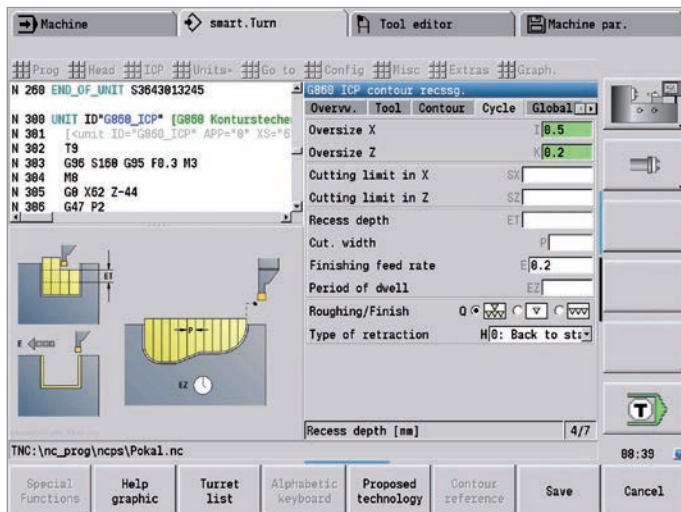 Machine
smart.Turn
Tool editor
Machine par.
Prog Head ICP Units- Go to Config Misc Extras Graph.
N 260 END_OF_UNIT S3643013245
N 300 UNIT ID"G860_ICP" [G860 Kontursteche
N 301 [<unit ID="G860_ICP" APP="0" XS="6
N 302 T9
N 303 G96 S160 G95 F0.3 M3
N 304 M8
N 305 G0 X62 Z-44
N 306 G47 P2
G860 ICP contour recssg.
Overvw. Tool Contour Cycle Global
Oversize X I 0.5
Oversize Z K 0.2
Cutting limit in X SX
Cutting limit in Z SZ
Recess depth ET
Cut. width P
Finishing feed rate E 0.2
Period of dwell EZ
Roughing/Finish Q
Type of retraction H 0: Back to sta
Recess depth [mm] 4/7
ET
P
E
EZ
T
TNC:\nc_prog\ncps\Pokal.nc
08:39
Special Functions
Help graphic
Turret list
Alphabetic keyboard
Proposed technology
Contour reference
Save
Cancel